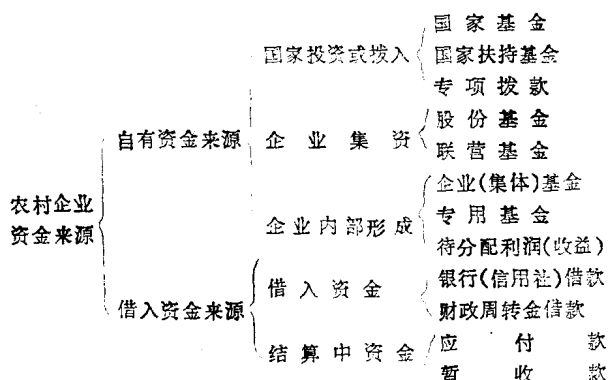 国家基金
国家投资或拨入
国家扶持基金
专项拨款
自有资金来源
企业集资
股份基金
联营基金
农村企业
资金来源
企业内部形成
企业(集体)基金
专用基金
待分配利润(收益)
借入资金来源
借入资金
银行(信用社)借款
财政周转金借款
结算中资金
应付款
暂收款